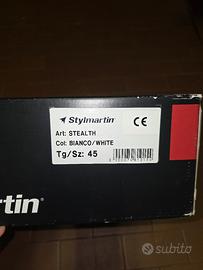 Stylmartin
CE
Art: STEALTH
Col: BIANCO/WHITE
Tg/Sz: 45
artin®
subito